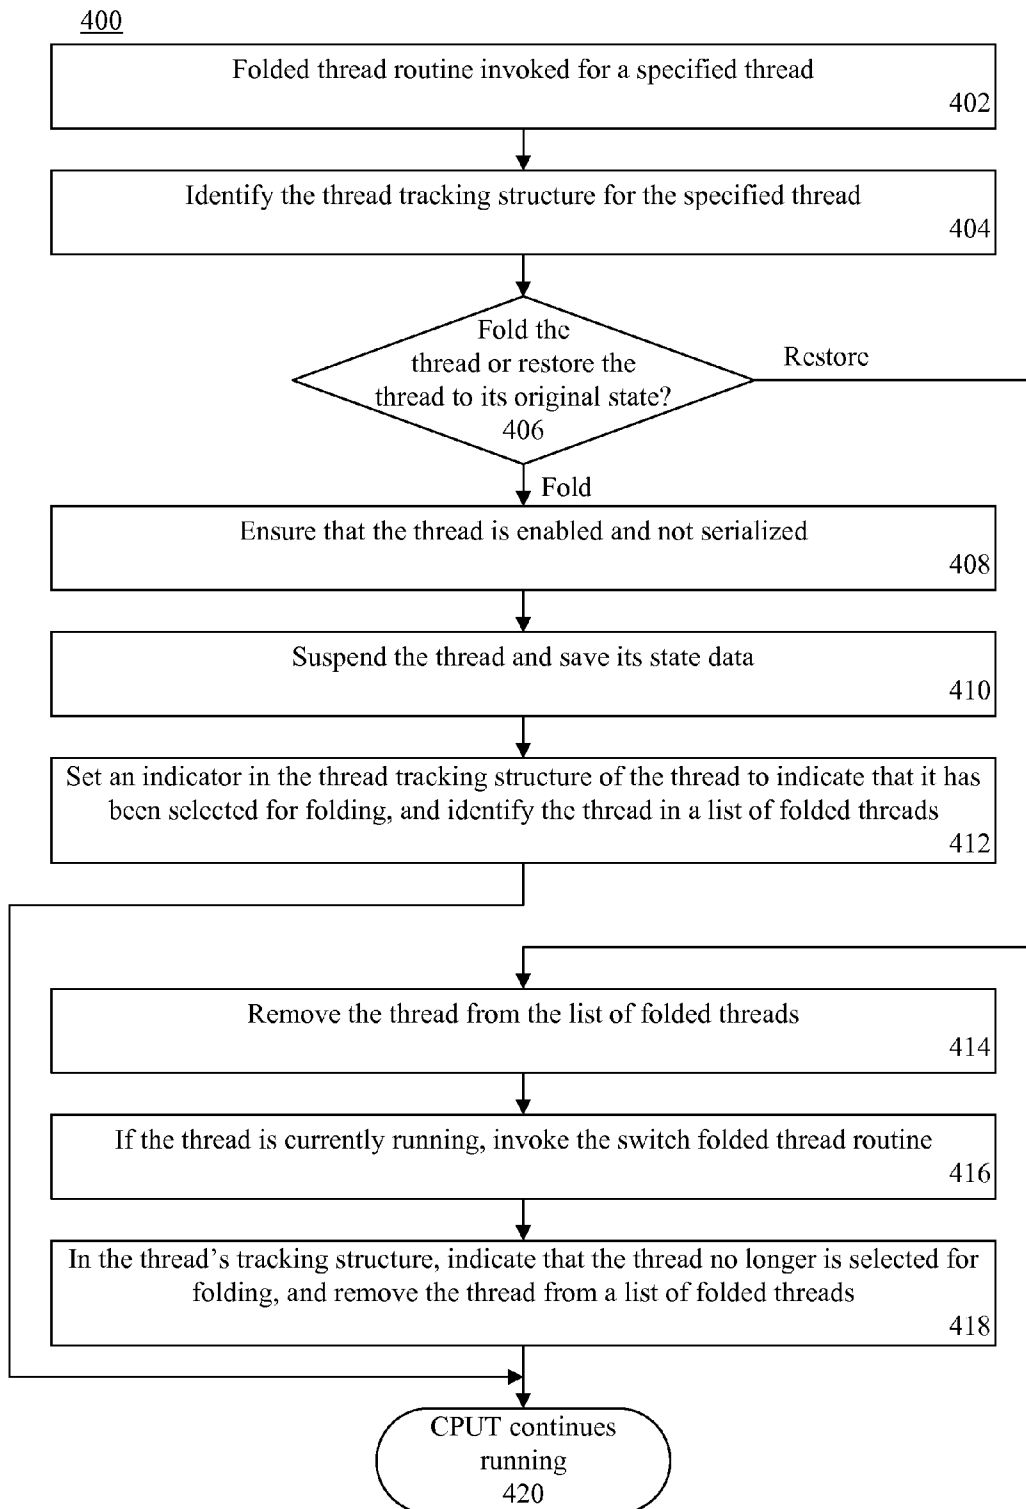 400
Folded thread routine invoked for a specified thread
402
Identify the thread tracking structure for the specified thread
404
Fold the
thread or restore the
thread to its original state?
406
Restore
Fold
Ensure that the thread is enabled and not serialized
408
Suspend the thread and save its state data
410
Set an indicator in the thread tracking structure of the thread to indicate that it has
been selected for folding, and identify the thread in a list of folded threads
412
Remove the thread from the list of folded threads
414
If the thread is currently running, invoke the switch folded thread routine
416
In the thread's tracking structure, indicate that the thread no longer is selected for
folding, and remove the thread from a list of folded threads
418
CPUT continues
running
420